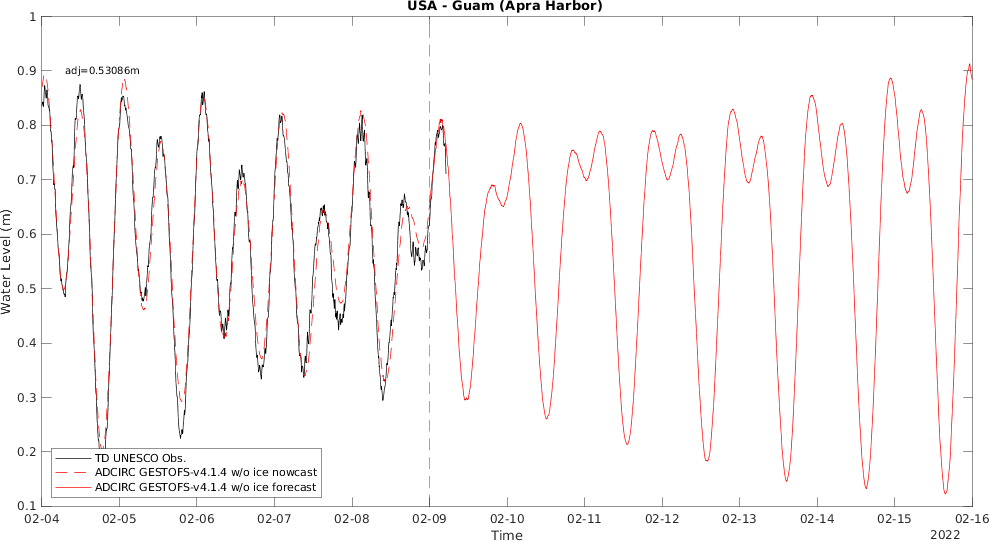 USA - Guam (Apra Harbor)
1
0.9
0.8
0.7
0.6
0.5
0.4
0.3
0.2
0.1
Water Level (m)
adj=0.53086m
TD UNESCO Obs.
ADCIRC GESTOFS-v4.1.4 w/o ice nowcast
ADCIRC GESTOFS-v4.1.4 w/o ice forecast
02-04 02-05 02-06 02-07 02-08 02-09 02-10 02-11 02-12 02-13 02-14 02-15 02-16
Time
2022